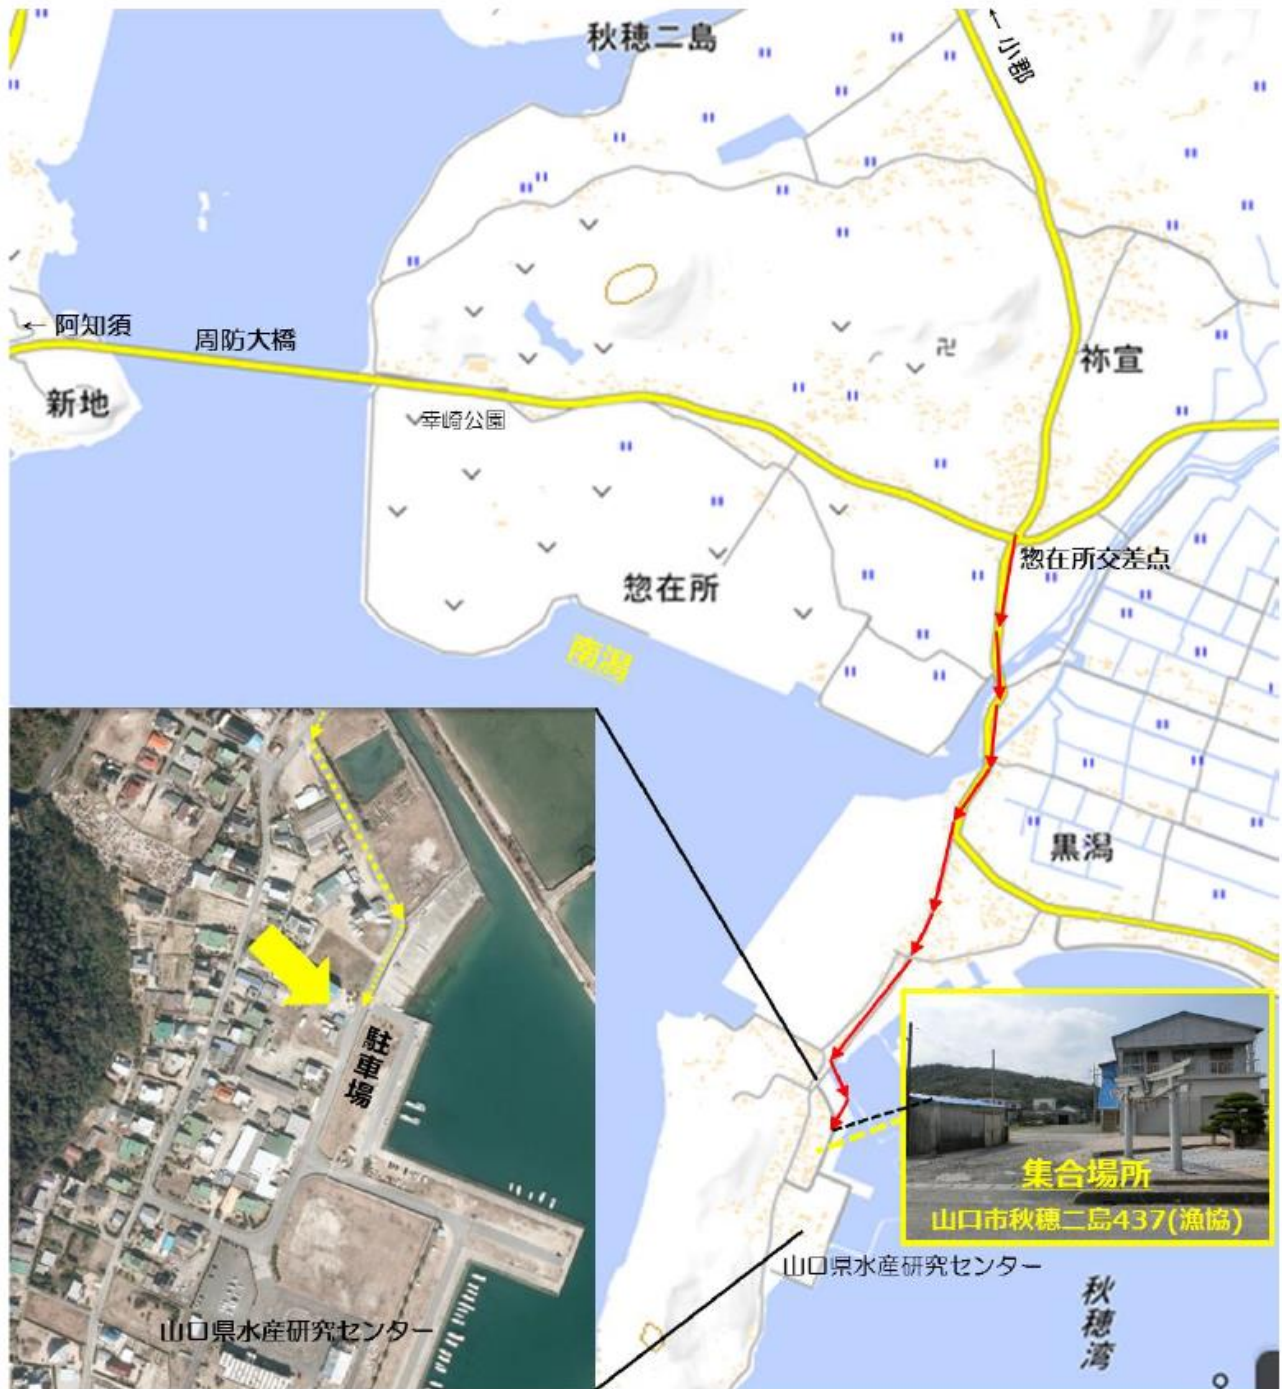 秋穂二島
← 小郡
← 阿知須
周防大橋
新地
祢宣
幸崎公園
惣在所交差点
惣在所
南潟
黒潟
駐車場
集合場所
山口市秋穂二島437(漁協)
山口県水産研究センター
山口県水産研究センター
秋穂湾